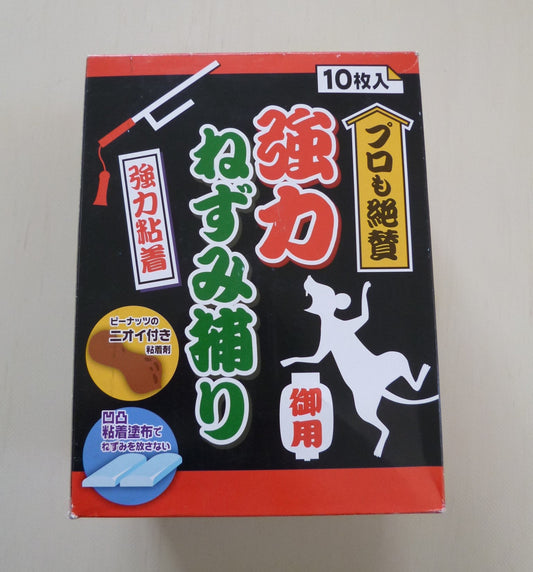 10枚入
プロも絶賛
強力
ねずみ捕り
強力粘着
ピーナッツの
ニオイ付き
粘着剤
御用
凹凸
粘着塗布で
ねずみを放さない